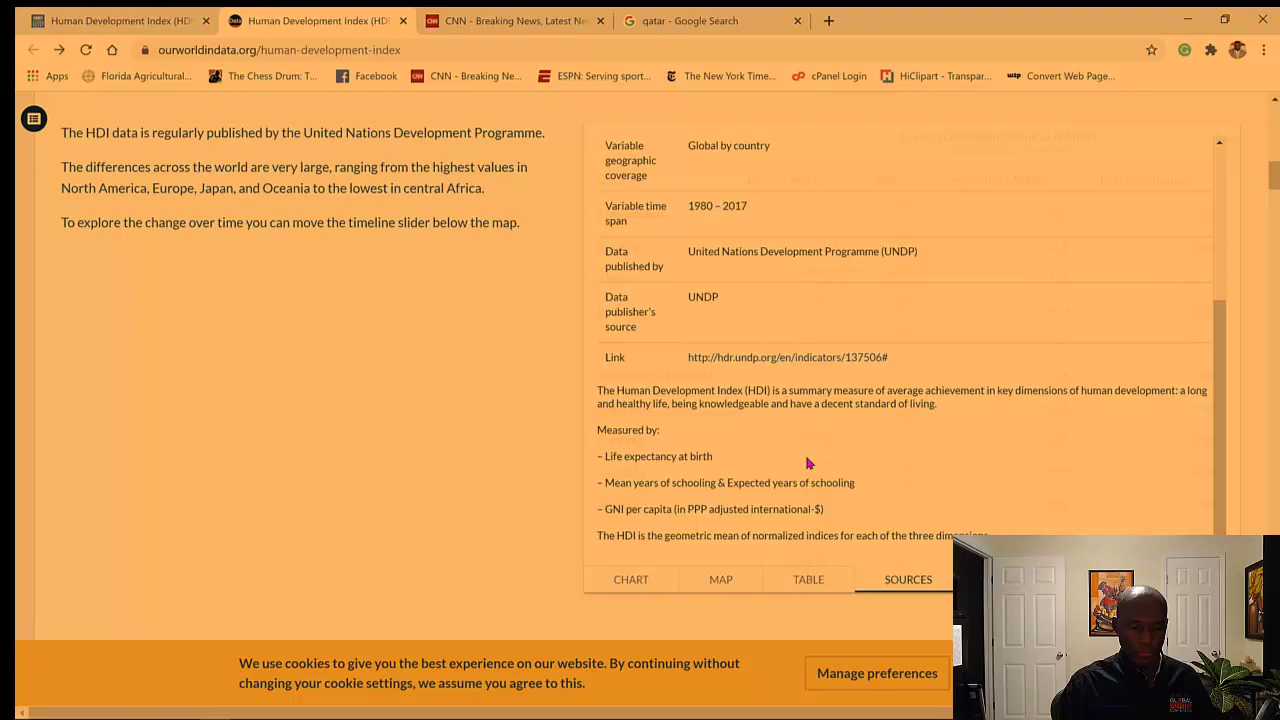 Human Development Index (HDI
Human Development Index (HDI
CNN - Breaking News, Latest Ne
qatar - Google Search
ourworldindata.org/human-development-index
Apps
Florida Agricultural...
The Chess Drum: T...
Facebook
CNN - Breaking Ne...
ESPN: Serving sport...
The New York Time...
cPanel Login
HiClipart - Transpar...
Convert Web Page...
The HDI data is regularly published by the United Nations Development Programme.
The differences across the world are very large, ranging from the highest values in
North America, Europe, Japan, and Oceania to the lowest in central Africa.
To explore the change over time you can move the timeline slider below the map.
Variable
geographic
coverage
Global by country
Variable time
span
1980 – 2017
Data
published by
United Nations Development Programme (UNDP)
Data
publisher's
source
UNDP
Link
http://hdr.undp.org/en/indicators/137506#
The Human Development Index (HDI) is a summary measure of average achievement in key dimensions of human development: a long
and healthy life, being knowledgeable and have a decent standard of living.
Measured by:
– Life expectancy at birth
– Mean years of schooling & Expected years of schooling
– GNI per capita (in PPP adjusted international-$)
The HDI is the geometric mean of normalized indices for each of the three dimensions
CHART
MAP
TABLE
SOURCES
We use cookies to give you the best experience on our website. By continuing without
changing your cookie settings, we assume you agree to this.
Manage preferences
GLOBAL